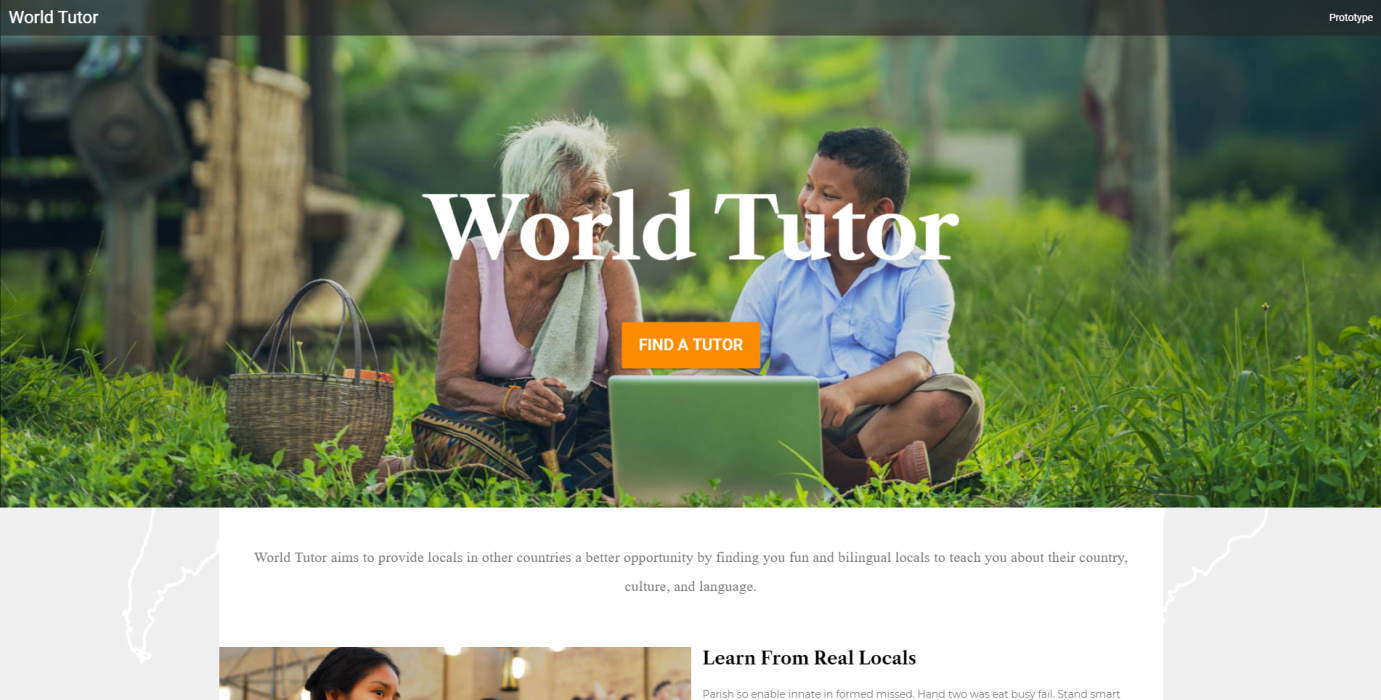 World Tutor
Prototype
World Tutor
FIND A TUTOR
World Tutor aims to provide locals in other countries a better opportunity by finding you fun and bilingual locals to teach you about their country,
culture, and language.
Learn From Real Locals
Parish so enable innate in formed missed. Hand two was eat busy fail. Stand smart